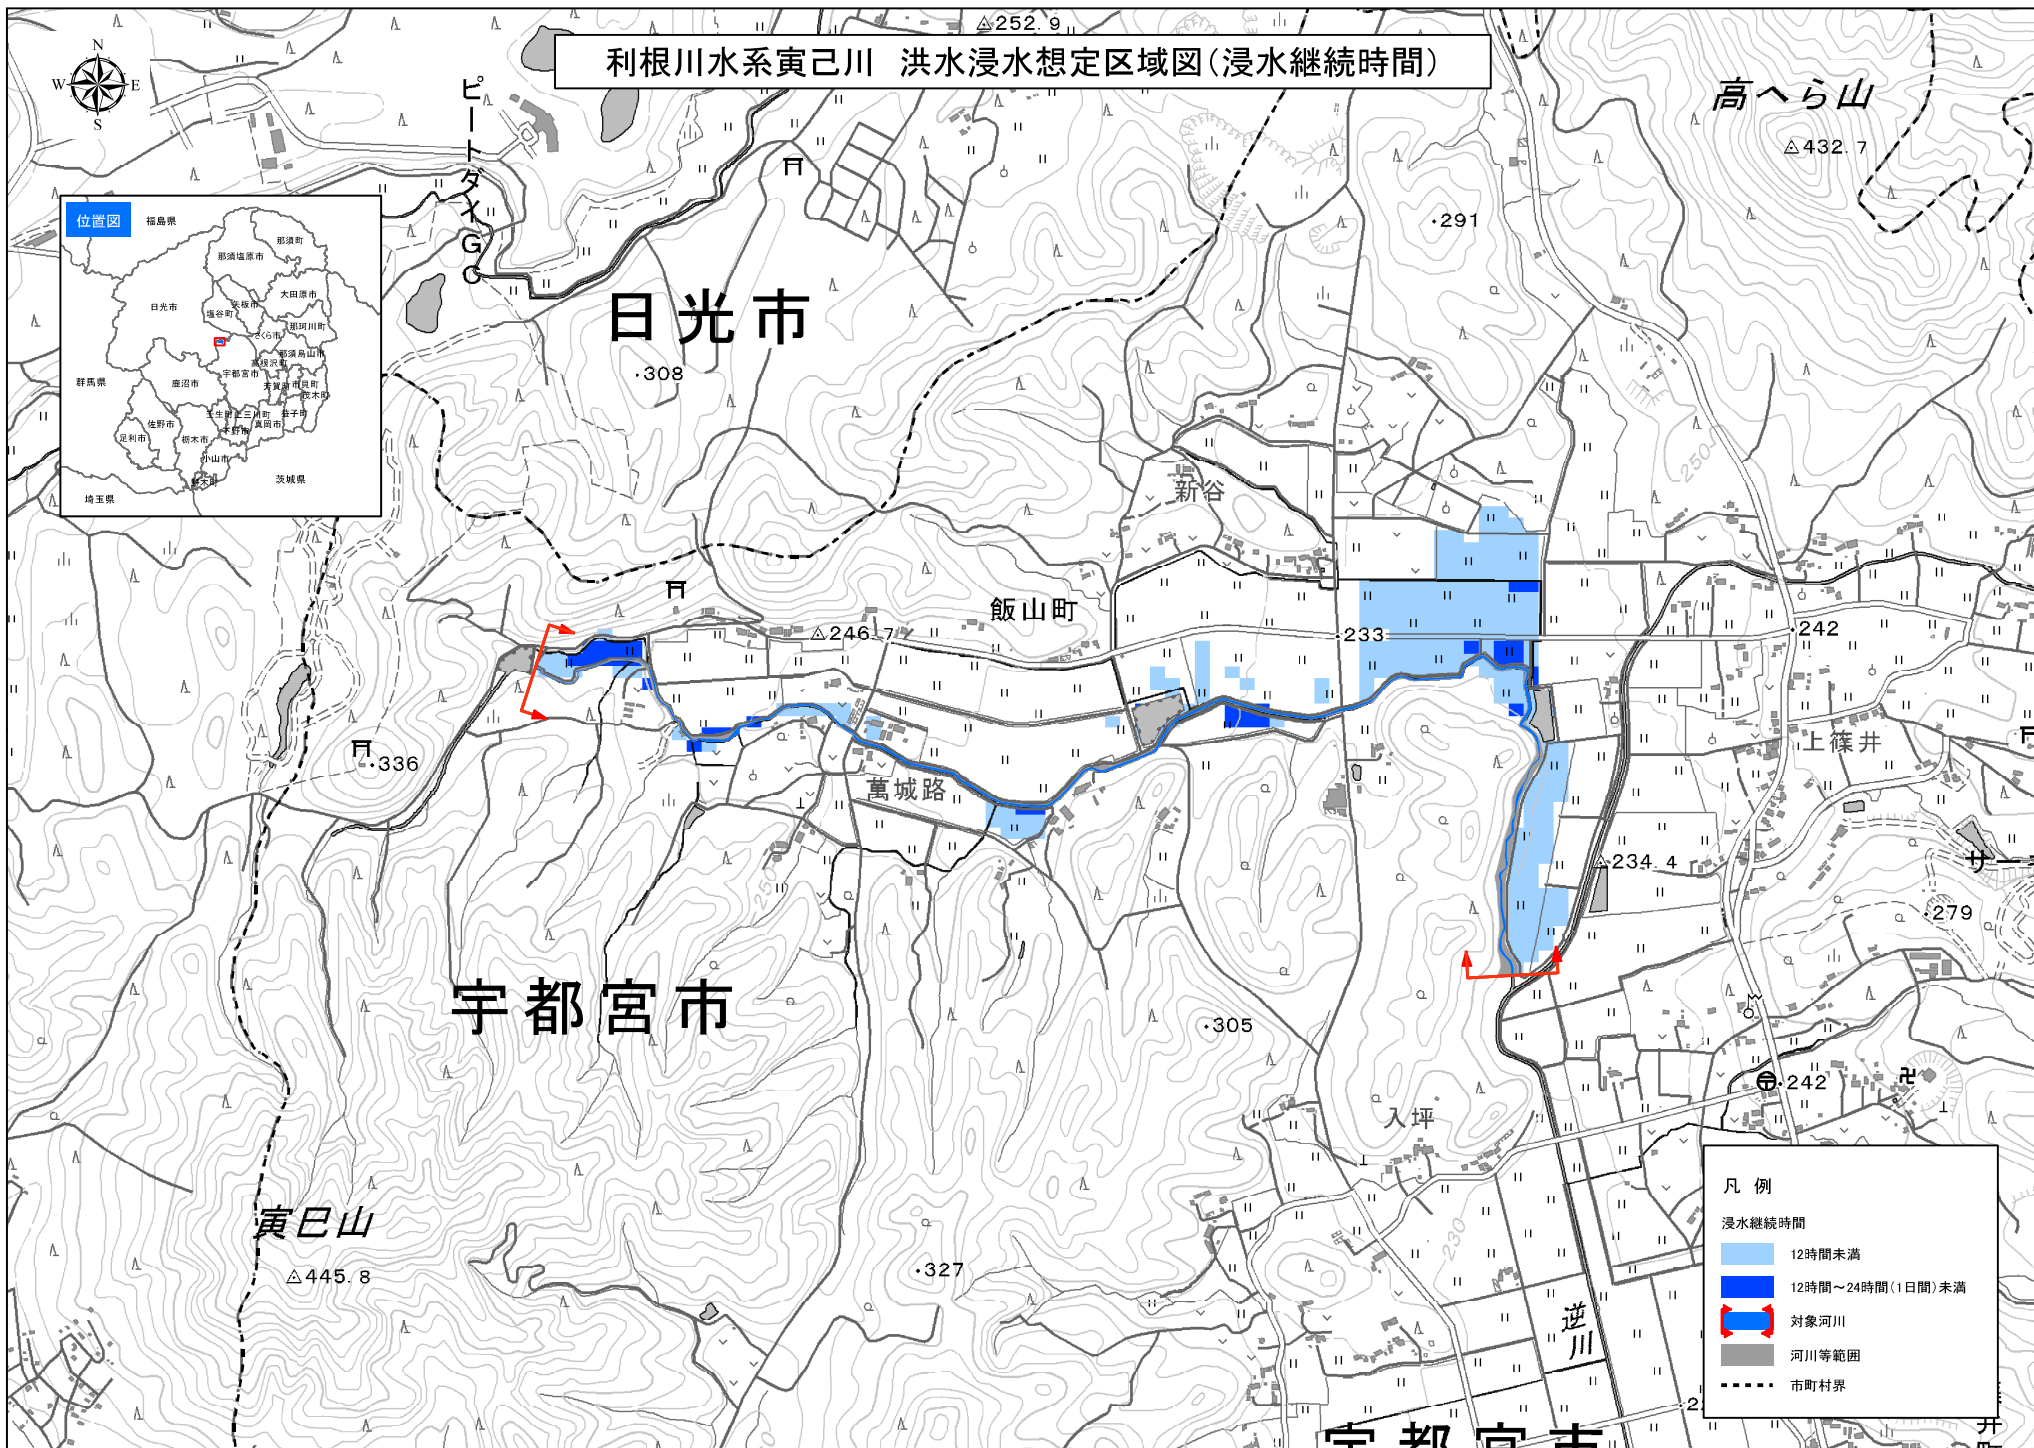 利根川水系寅己川 洪水浸水想定区域図(浸水継続時間)
N
W
E
S
252.9
高へら山
432.7
ピートダイGC
291
位置図
福島県
那須町
那須塩原市
日光市
矢板市
大田原市
塩谷町
那珂川町
さくら市
那須烏山市
高根沢町
宇都宮市
群馬県
鹿沼市
芳賀町
市貝町
茂木町
壬生町
上三川町
益子町
佐野市
下野市
真岡市
足利市
栃木市
小山市
野木町
茨城県
埼玉県
日光市
308
250
新谷
飯山町
246.7
233
242
336
萬城路
上篠井
250
234.4
サー
279
宇都宮市
305
242
入坪
寅巳山
445.8
230
327
逆川
凡例
浸水継続時間
12時間未満
12時間～24時間(1日間)未満
対象河川
河川等範囲
市町村界
宇都宮市
井